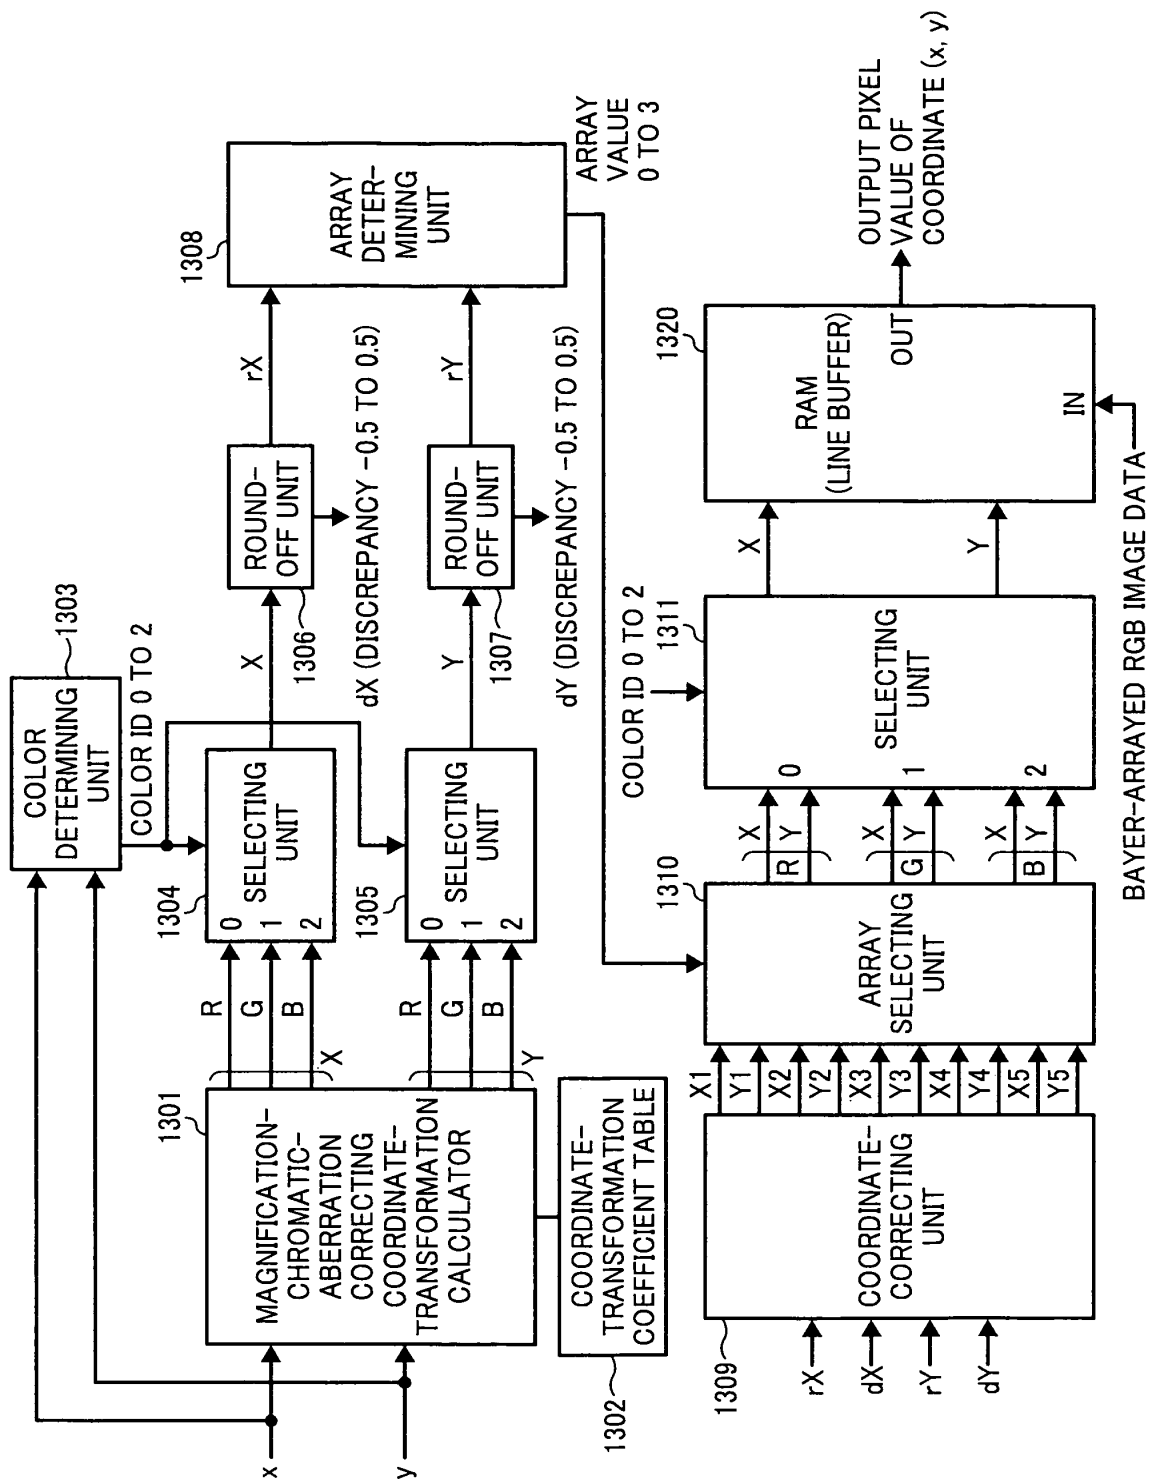 x
y
1301
MAGNIFICATION-
CHROMATIC-
ABERRATION
CORRECTING
COORDINATE-
TRANSFORMATION
CALCULATOR
1302
COORDINATE-
TRANSFORMATION
COEFFICIENT TABLE
R
G
B
X
R
G
B
Y
1303
COLOR
DETERMINING
UNIT
COLOR ID 0 TO 2
1304
0
1
2
SELECTING
UNIT
1305
0
1
2
SELECTING
UNIT
X
Y
1306
ROUND-
OFF UNIT
dX (DISCREPANCY -0.5 TO 0.5)
1307
ROUND-
OFF UNIT
dY (DISCREPANCY -0.5 TO 0.5)
rX
rY
1308
ARRAY
DETER-
MINING
UNIT
ARRAY
VALUE
0 TO 3
rX
dX
rY
dY
1309
COORDINATE-
CORRECTING
UNIT
X1
Y1
X2
Y2
X3
Y3
X4
Y4
X5
Y5
1310
ARRAY
SELECTING
UNIT
R
X
Y
G
X
Y
B
X
Y
COLOR ID 0 TO 2
1311
0
1
2
SELECTING
UNIT
X
Y
1320
RAM
(LINE BUFFER)
OUT
IN
BAYER-ARRAYED RGB IMAGE DATA
OUTPUT PIXEL
VALUE OF
COORDINATE (x, y)